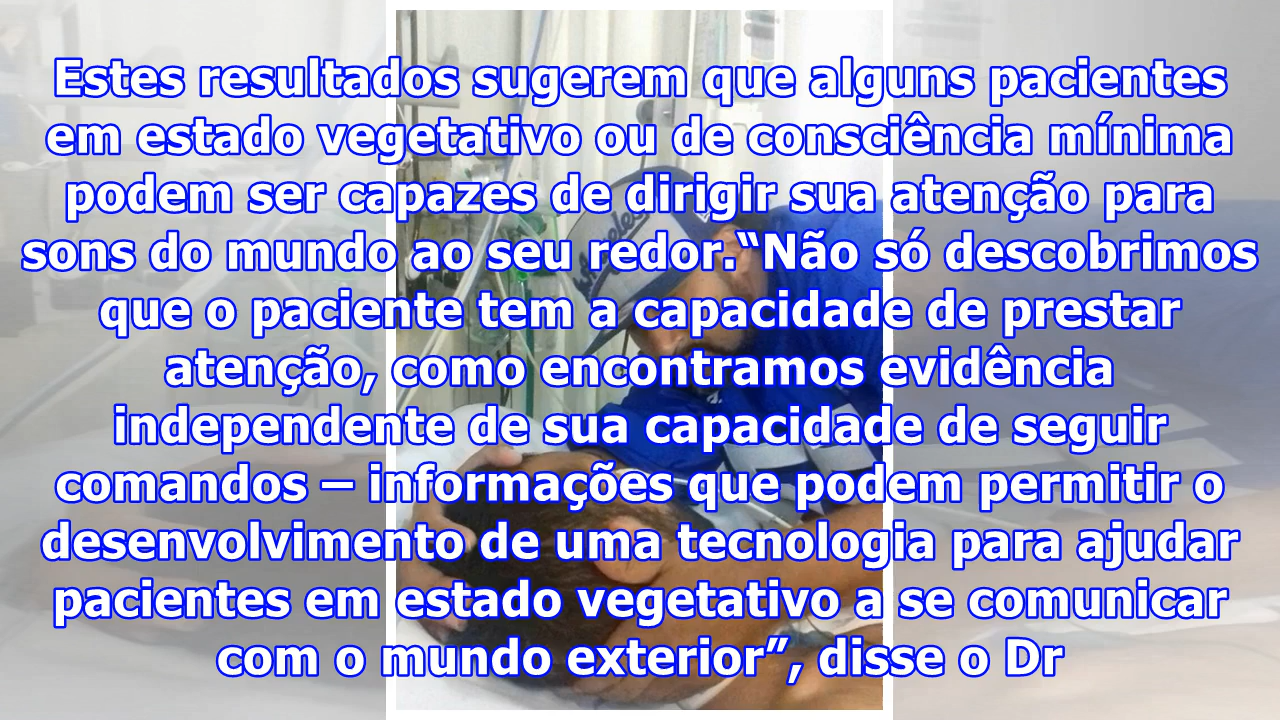 Estes resultados sugerem que alguns pacientes
em estado vegetativo ou de consciência mínima
podem ser capazes de dirigir sua atenção para
sons do mundo ao seu redor.“Não só descobrimos
que o paciente tem a capacidade de prestar
atenção, como encontramos evidência
independente de sua capacidade de seguir
comandos – informações que podem permitir o
desenvolvimento de uma tecnologia para ajudar
pacientes em estado vegetativo a se comunicar
com o mundo exterior”, disse o Dr